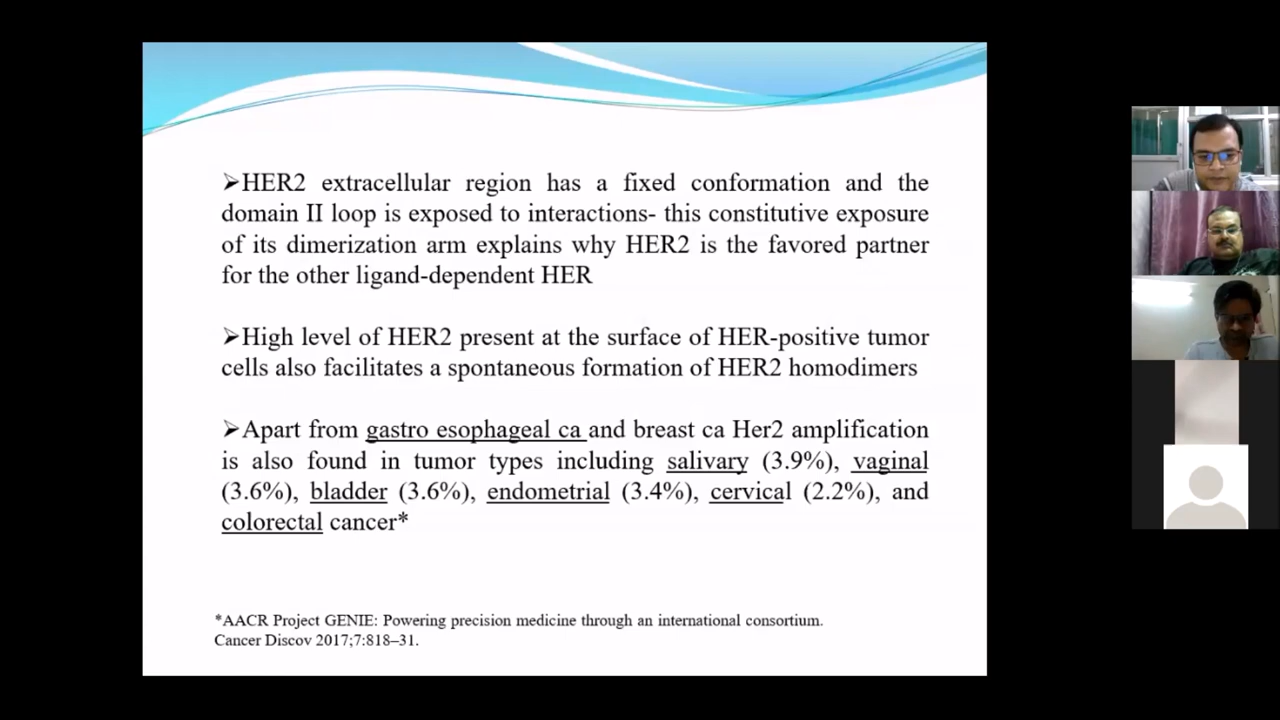 ➢HER2 extracellular region has a fixed conformation and the
domain II loop is exposed to interactions- this constitutive exposure
of its dimerization arm explains why HER2 is the favored partner
for the other ligand-dependent HER
➢High level of HER2 present at the surface of HER-positive tumor
cells also facilitates a spontaneous formation of HER2 homodimers
➢Apart from gastro esophageal ca and breast ca Her2 amplification
is also found in tumor types including salivary (3.9%), vaginal
(3.6%), bladder (3.6%), endometrial (3.4%), cervical (2.2%), and
colorectal cancer*
*AACR Project GENIE: Powering precision medicine through an international consortium.
Cancer Discov 2017;7:818–31.